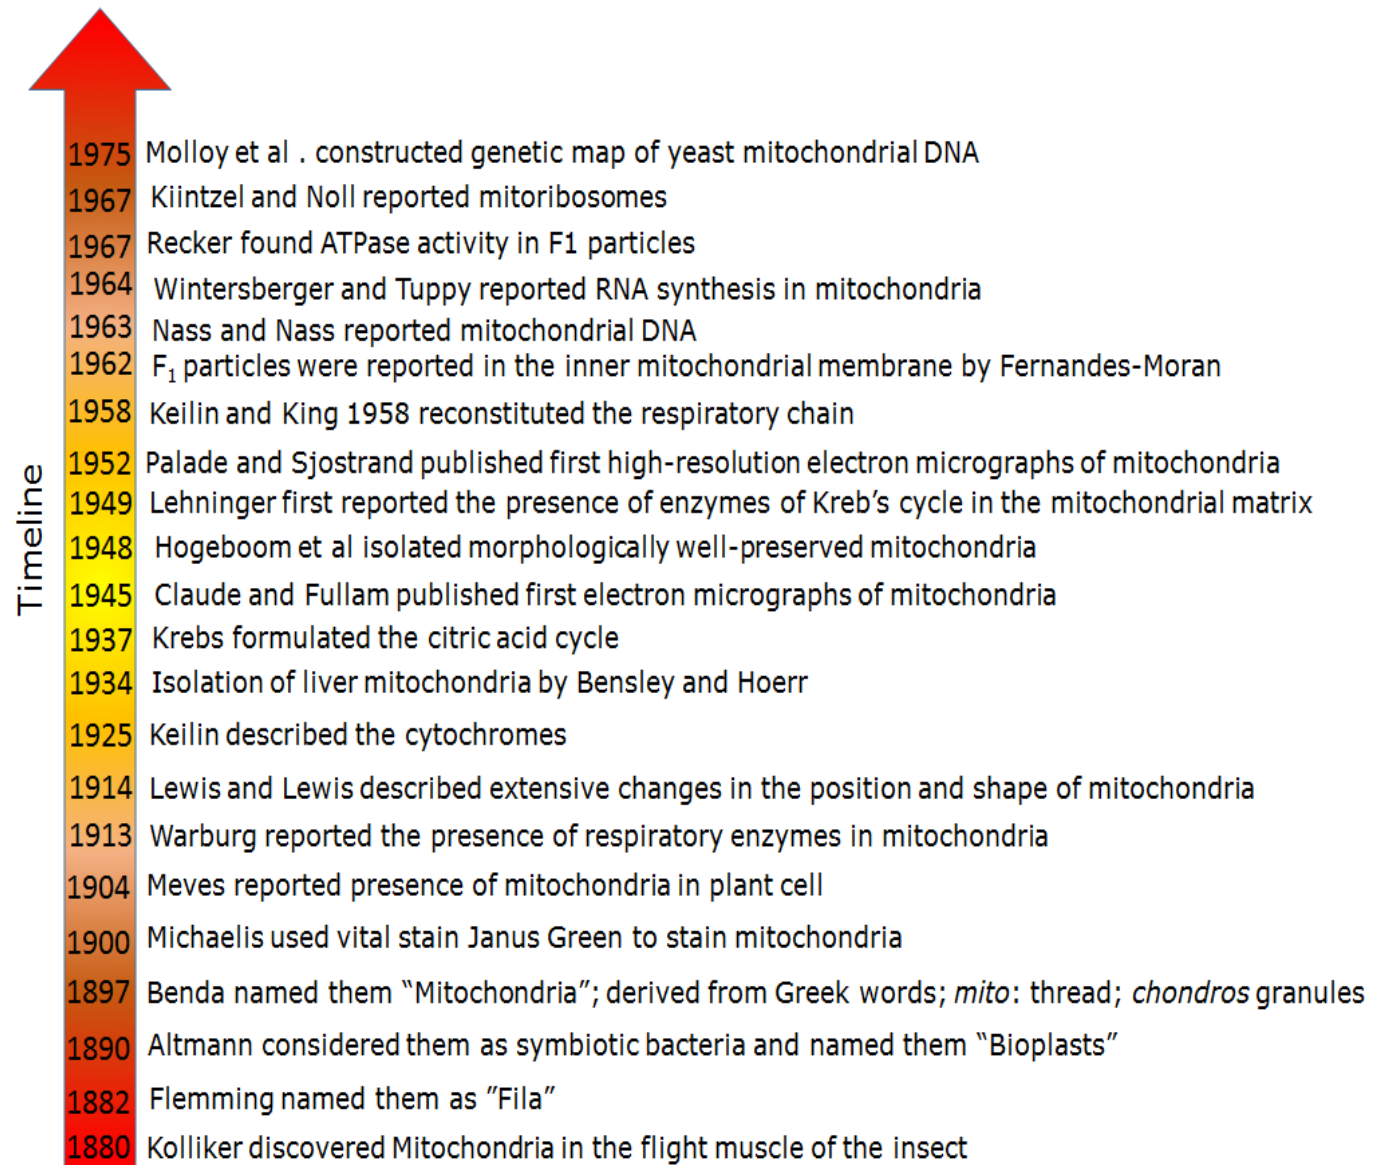 1975 Molloy et al . constructed genetic map of yeast mitochondrial DNA
1967 Kiintzel and Noll reported mitoribosomes
1967 Recker found ATPase activity in F1 particles
1964 Wintersberger and Tuppy reported RNA synthesis in mitochondria
1963 Nass and Nass reported mitochondrial DNA
1962 F₁ particles were reported in the inner mitochondrial membrane by Fernandes-Moran
1958 Keilin and King 1958 reconstituted the respiratory chain
1952 Palade and Sjostrand published first high-resolution electron micrographs of mitochondria
1949 Lehninger first reported the presence of enzymes of Kreb’s cycle in the mitochondrial matrix
1948 Hogeboom et al isolated morphologically well-preserved mitochondria
1945 Claude and Fullam published first electron micrographs of mitochondria
1937 Krebs formulated the citric acid cycle
1934 Isolation of liver mitochondria by Bensley and Hoerr
1925 Keilin described the cytochromes
1914 Lewis and Lewis described extensive changes in the position and shape of mitochondria
1913 Warburg reported the presence of respiratory enzymes in mitochondria
1904 Meves reported presence of mitochondria in plant cell
1900 Michaelis used vital stain Janus Green to stain mitochondria
1897 Benda named them “Mitochondria”; derived from Greek words; mito: thread; chondros granules
1890 Altmann considered them as symbiotic bacteria and named them “Bioplasts”
1882 Flemming named them as ”Fila”
1880 Kolliker discovered Mitochondria in the flight muscle of the insect
Timeline